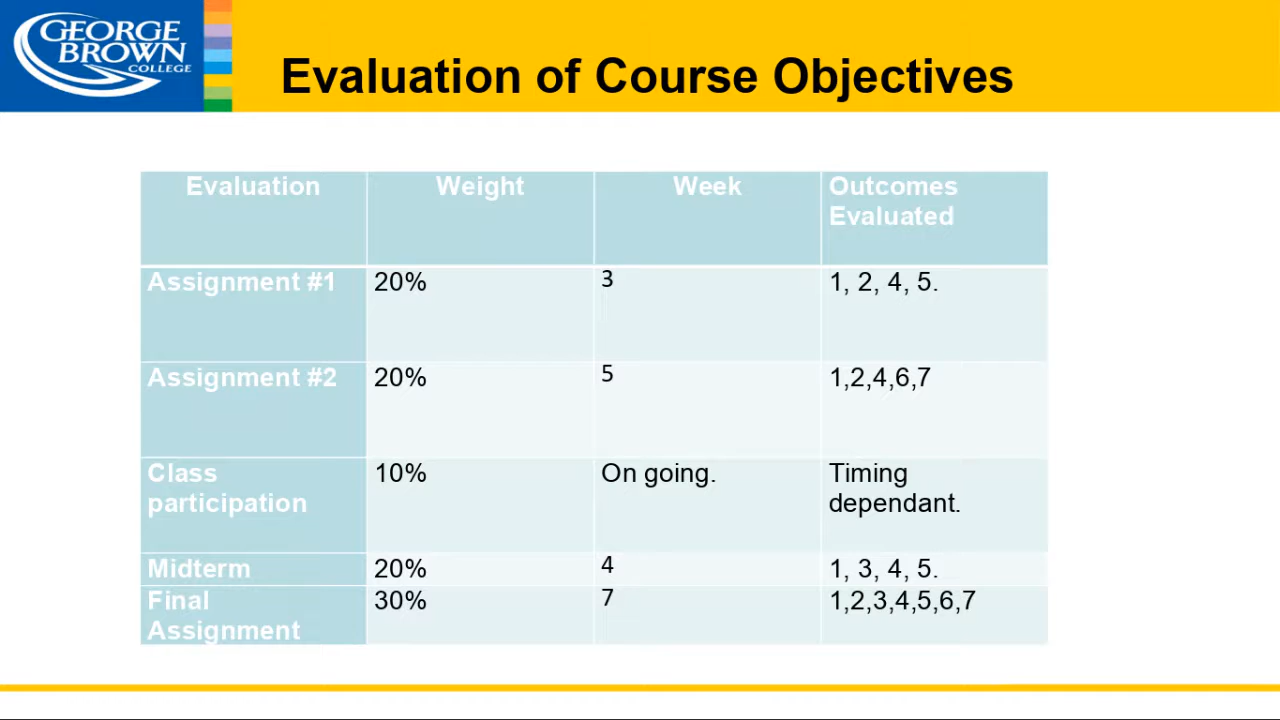 GEORGE
BROWN
COLLEGE
Evaluation of Course Objectives
Evaluation Weight Week Outcomes
Evaluated
Assignment #1 20% 3 1, 2, 4, 5.
Assignment #2 20% 5 1,2,4,6,7
Class 10% On going. Timing
participation dependant.
Midterm 20% 4 1, 3, 4, 5.
Final 30% 7 1,2,3,4,5,6,7
Assignment